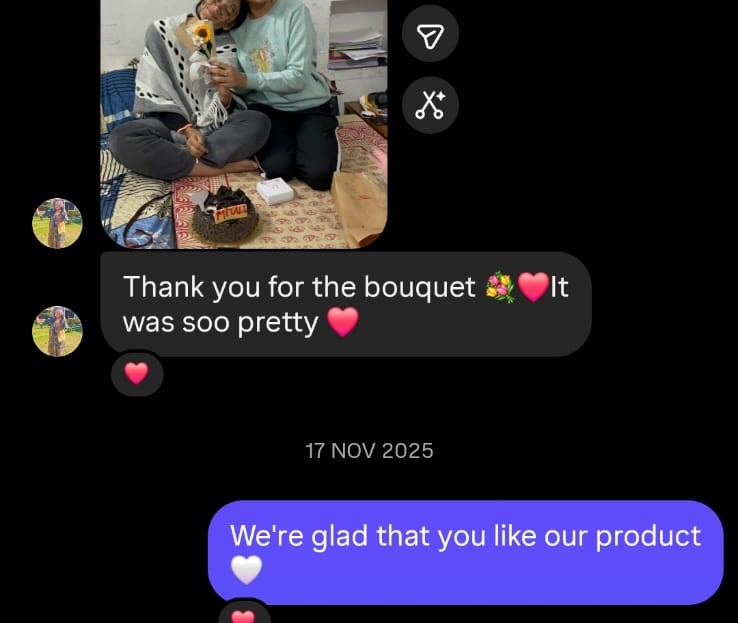 MITALI
Thank you for the bouquet 💐❤️It
was soo pretty ❤️
❤️
17 NOV 2025
We're glad that you like our product
🤍
❤️